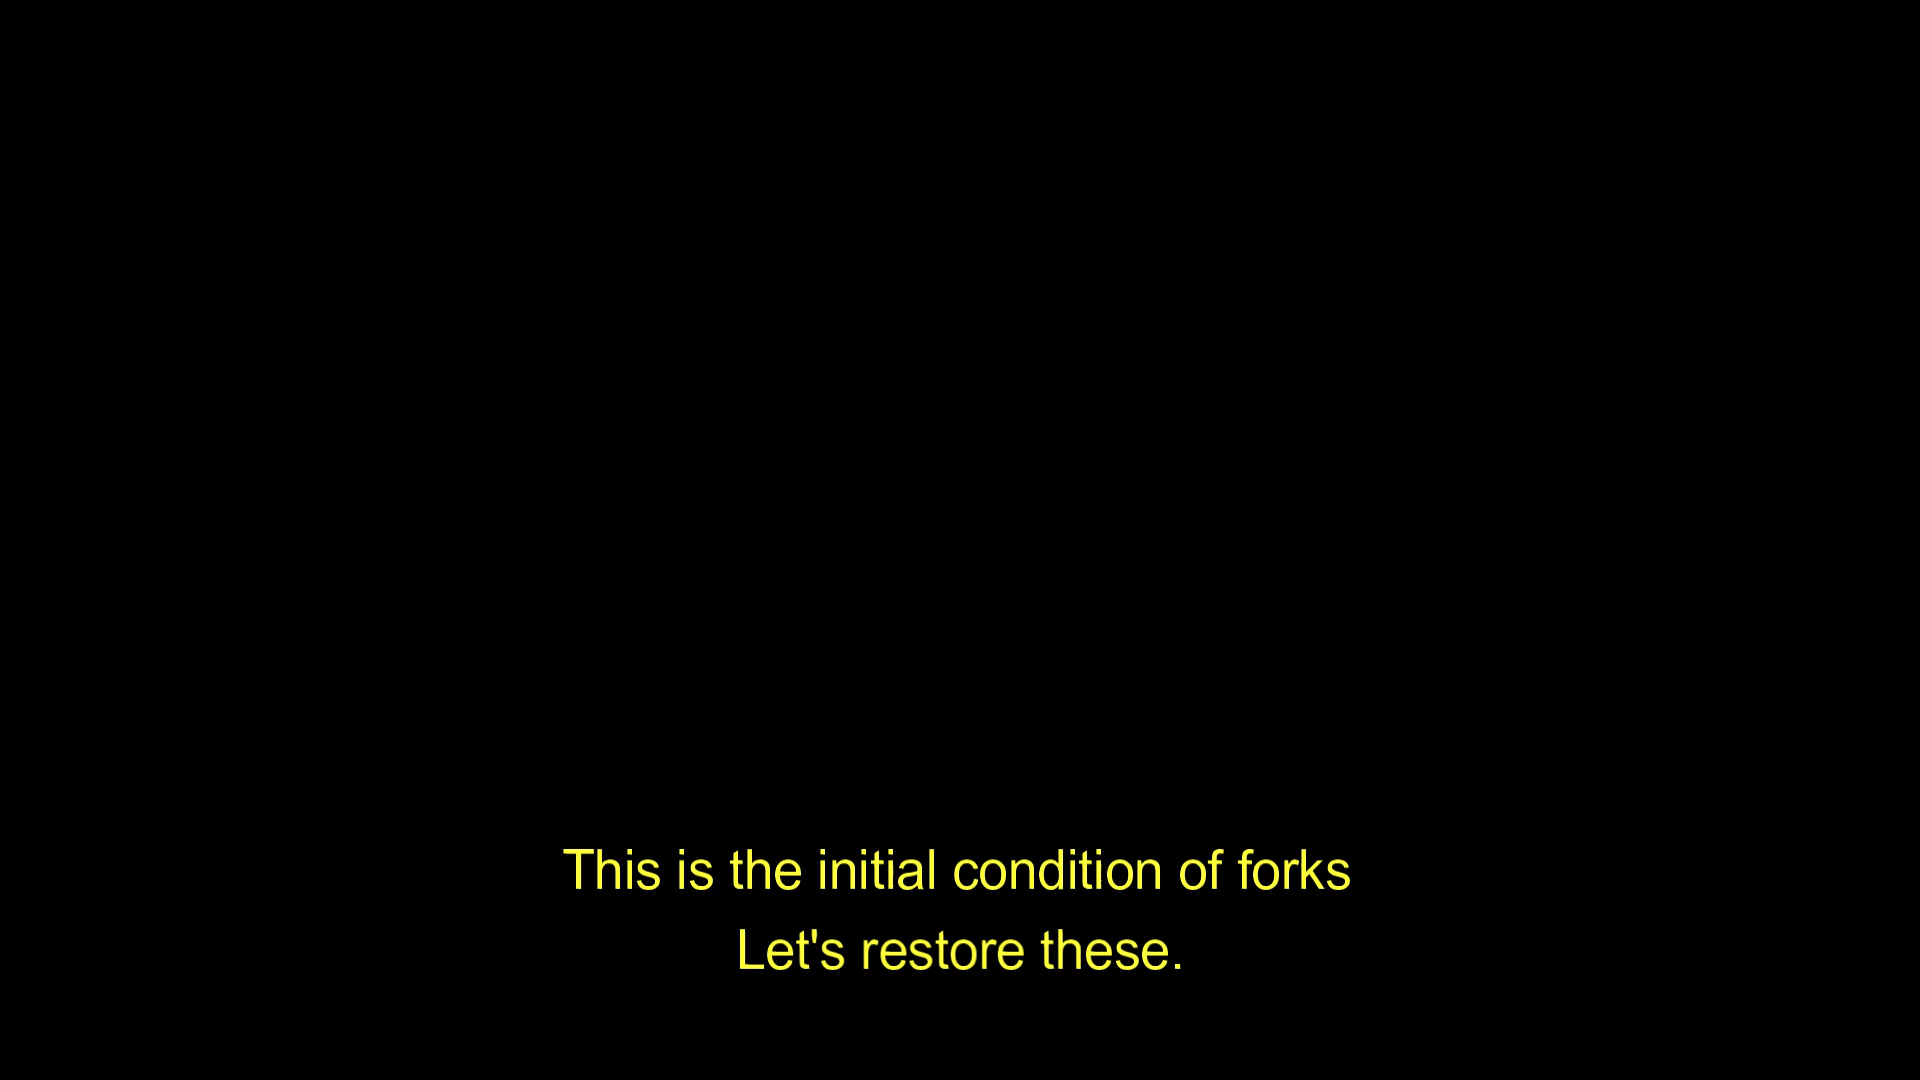 This is the initial condition of forks
Let's restore these.